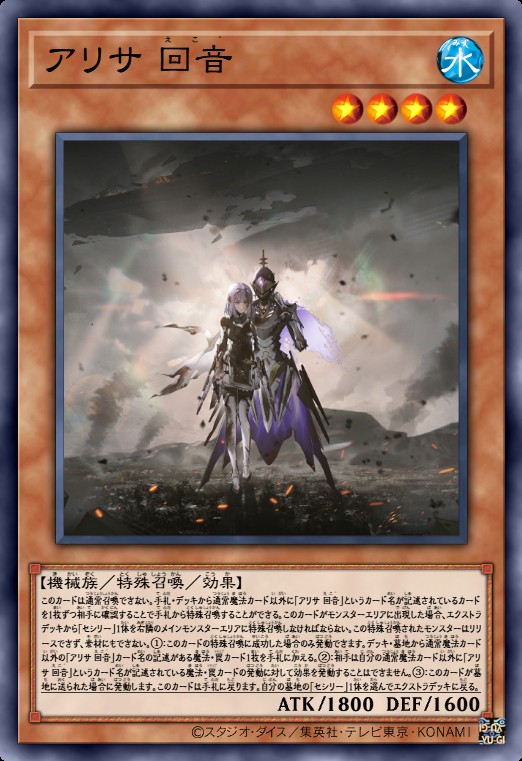 アリサ 回音
えこー
水
みず
【機械族／特殊召喚／効果】
このカードは通常召喚できない。手札・デッキから通常魔法カード以外に「アリサ 回音」というカード名が記述されているカード
を1枚ずつ相手に確認することで手札から特殊召喚することができる。このカードがモンスターエリアに出現した場合、エクストラ
デッキから「セシリー」1体を右隣のメインモンスターエリアに特殊召喚しなければならない。この特殊召喚されたモンスターはリリ
ースできず、素材にもできない。①:このカードの特殊召喚に成功した場合のみ発動できます。デッキ・墓地から通常魔法カード
以外の「アリサ 回音」カード名の記述がある魔法・罠カード1枚を手札に加える。②:相手は自分の通常魔法カード以外に「アリ
サ 回音」というカード名が記述されている魔法・罠カードの発動に対して効果を発動することはできません。③:このカードが墓
地に送られた場合に発動します。このカードは手札に戻ります。自分の墓地の「セシリー」1体を選んでエクストラデッキに戻る。
ATK/1800 DEF/1600
©スタジオ・ダイス／集英社・テレビ東京・KONAMI